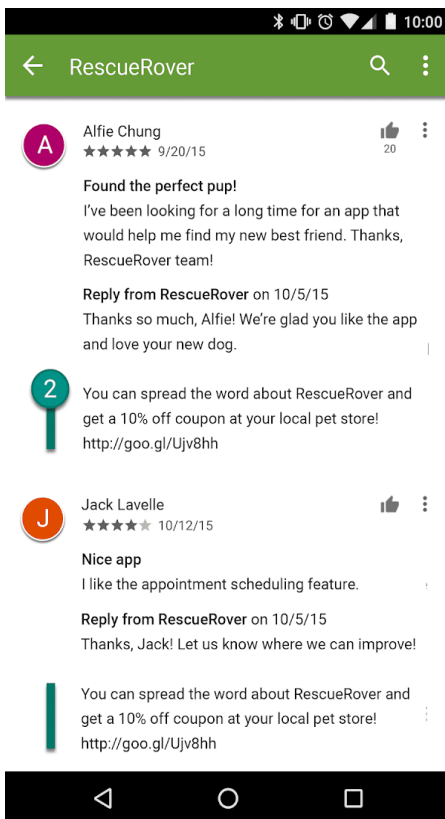 10:00
RescueRover
A
Alfie Chung
9/20/15
20
Found the perfect pup!
I've been looking for a long time for an app that
would help me find my new best friend. Thanks,
RescueRover team!
Reply from RescueRover on 10/5/15
Thanks so much, Alfie! We're glad you like the app
and love your new dog.
2
You can spread the word about RescueRover and
get a 10% off coupon at your local pet store!
http://goo.gl/Ujv8hh
J
Jack Lavelle
10/12/15
Nice app
I like the appointment scheduling feature.
Reply from RescueRover on 10/5/15
Thanks, Jack! Let us know where we can improve!
You can spread the word about RescueRover and
get a 10% off coupon at your local pet store!
http://goo.gl/Ujv8hh